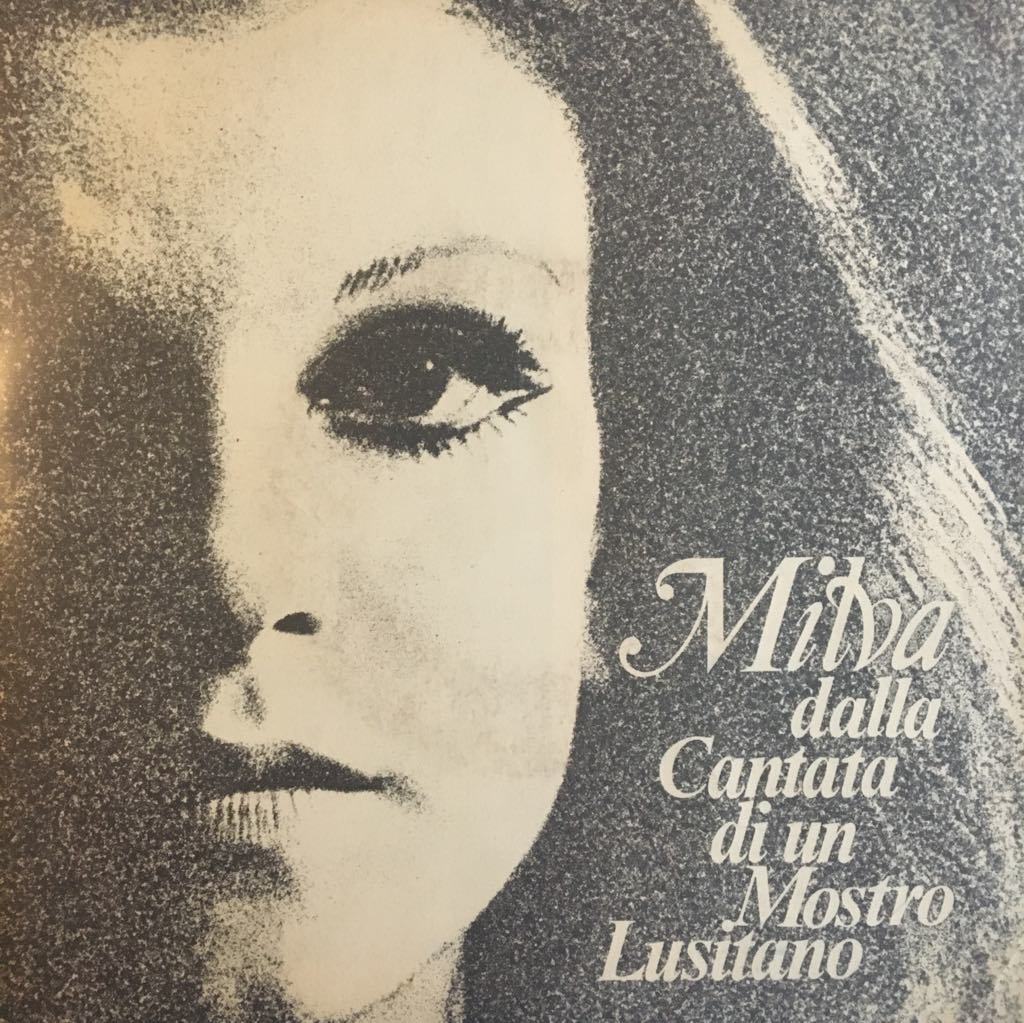 Milva
dalla
Cantata
di un
Mostro
Lusitano